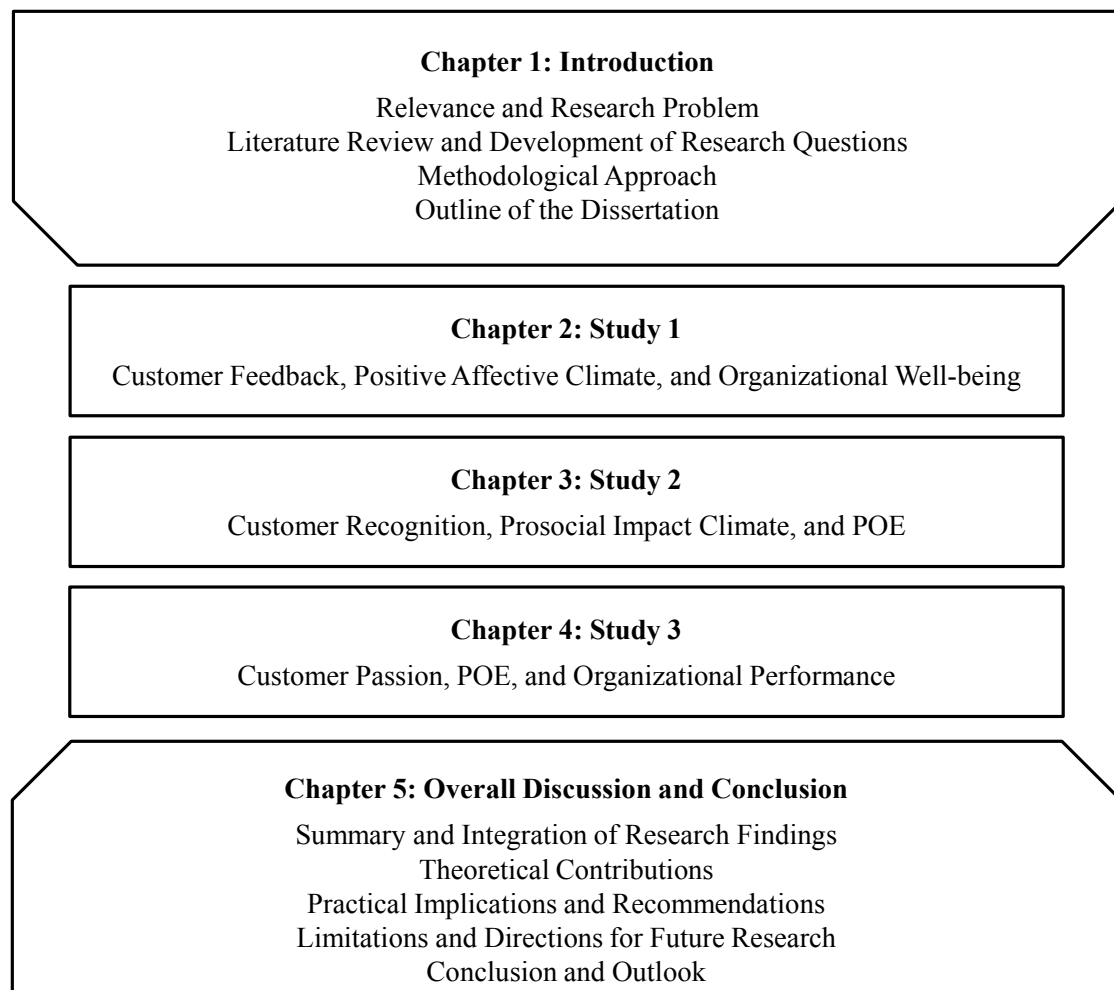 Chapter 1: Introduction
Relevance and Research Problem
Literature Review and Development of Research Questions
Methodological Approach
Outline of the Dissertation
Chapter 2: Study 1
Customer Feedback, Positive Affective Climate, and Organizational Well-being
Chapter 3: Study 2
Customer Recognition, Prosocial Impact Climate, and POE
Chapter 4: Study 3
Customer Passion, POE, and Organizational Performance
Chapter 5: Overall Discussion and Conclusion
Summary and Integration of Research Findings
Theoretical Contributions
Practical Implications and Recommendations
Limitations and Directions for Future Research
Conclusion and Outlook